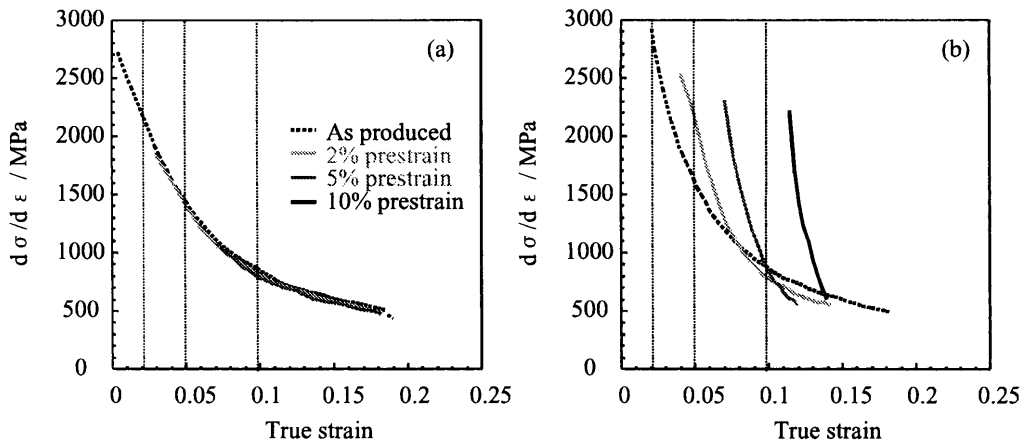 3000
2500
2000
1500
1000
500
0
dσ/dε / MPa
(a)
As produced
2% prestrain
5% prestrain
10% prestrain
0 0.05 0.1 0.15 0.2 0.25
True strain
3000
2500
2000
1500
1000
500
0
dσ/dε / MPa
(b)
0 0.05 0.1 0.15 0.2 0.25
True strain